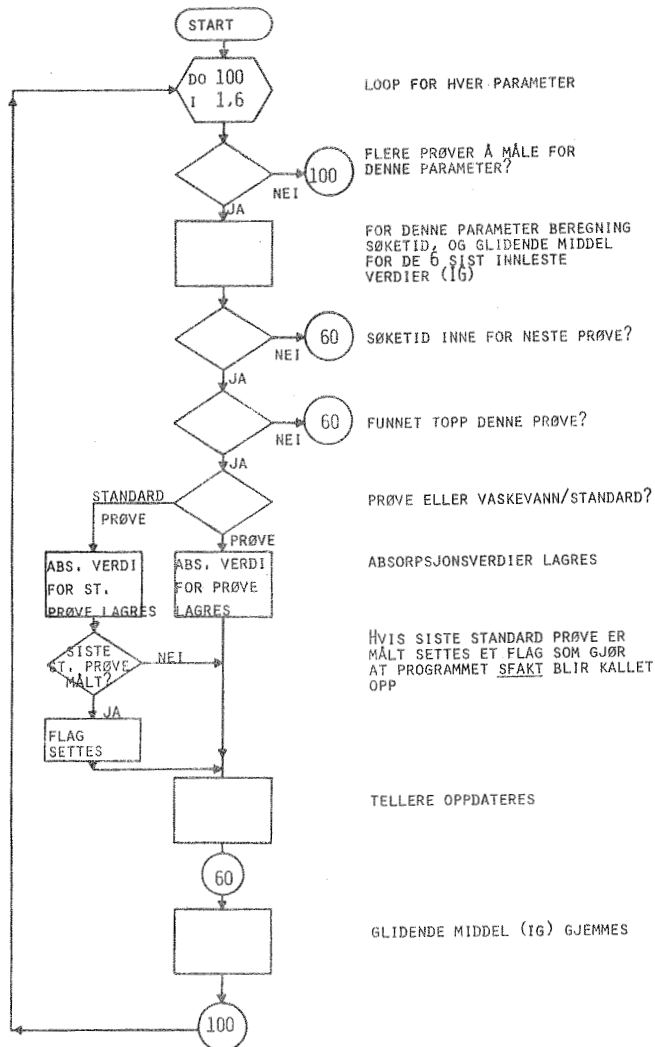 START
DO 100
I 1,6
LOOP FOR HVER PARAMETER
FLERE PRØVER Å MÅLE FOR
DENNE PARAMETER?
100
NEI
JA
FOR DENNE PARAMETER BEREGNING
SØKETID, OG GLIDENDE MIDDEL
FOR DE 6 SIST INNLESTE
VERDIER (IG)
60
SØKETID INNE FOR NESTE PRØVE?
NEI
JA
60
FUNNET TOPP DENNE PRØVE?
NEI
JA
STANDARD
PRØVE
PRØVE ELLER VASKEVANN/STANDARD?
PRØVE
ABS. VERDI
FOR ST.
PRØVE LAGRES
ABS. VERDI
FOR PRØVE
LAGRES
ABSORPSJONSVERDIER LAGRES
SISTE
ST. PRØVE
MÅLT?
NEI
JA
HVIS SISTE STANDARD PRØVE ER
MÅLT SETTES ET FLAG SOM GJØR
AT PROGRAMMET SFAKT BLIR KALLET
OPP
FLAG
SETTES
TELLERE OPPDATERES
60
GLIDENDE MIDDEL (IG) GJEMMES
100